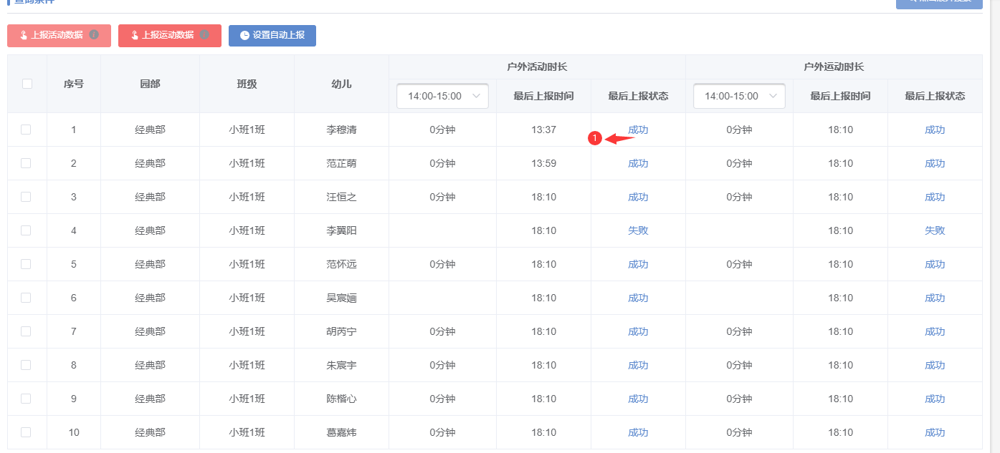 查询条件
上报活动数据 上报运动数据 设置自动上报
序号 园部 班级 幼儿 户外活动时长 户外运动时长
14:00-15:00 最后上报时间 最后上报状态 14:00-15:00 最后上报时间 最后上报状态
1 经典部 小班1班 李穆清 0分钟 13:37 成功 0分钟 18:10 成功
1
2 经典部 小班1班 范芷萌 0分钟 13:59 成功 0分钟 18:10 成功
3 经典部 小班1班 汪恒之 0分钟 18:10 成功 0分钟 18:10 成功
4 经典部 小班1班 李翼阳 18:10 失败 18:10 失败
5 经典部 小班1班 范怀远 0分钟 18:10 成功 0分钟 18:10 成功
6 经典部 小班1班 吴宸婳 18:10 成功 18:10 成功
7 经典部 小班1班 胡芮宁 0分钟 18:10 成功 0分钟 18:10 成功
8 经典部 小班1班 朱宸宇 0分钟 18:10 成功 0分钟 18:10 成功
9 经典部 小班1班 陈楷心 0分钟 18:10 成功 0分钟 18:10 成功
10 经典部 小班1班 葛嘉炜 0分钟 18:10 成功 0分钟 18:10 成功